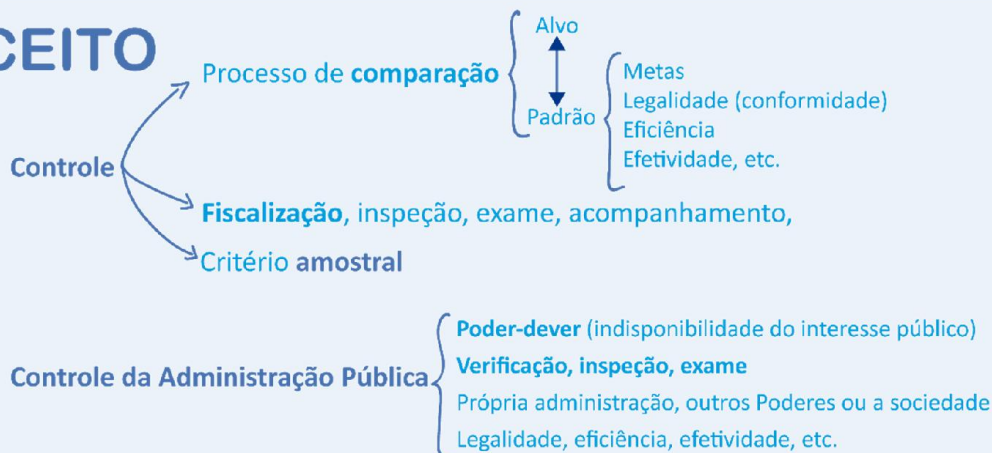 CEITO
Alvo
Processo de comparação
Padrão
Metas
Legalidade (conformidade)
Eficiência
Efetividade, etc.
Controle
Fiscalização, inspeção, exame, acompanhamento,
Critério amostral
Controle da Administração Pública
Poder-dever (indisponibilidade do interesse público)
Verificação, inspeção, exame
Própria administração, outros Poderes ou a sociedade
Legalidade, eficiência, efetividade, etc.